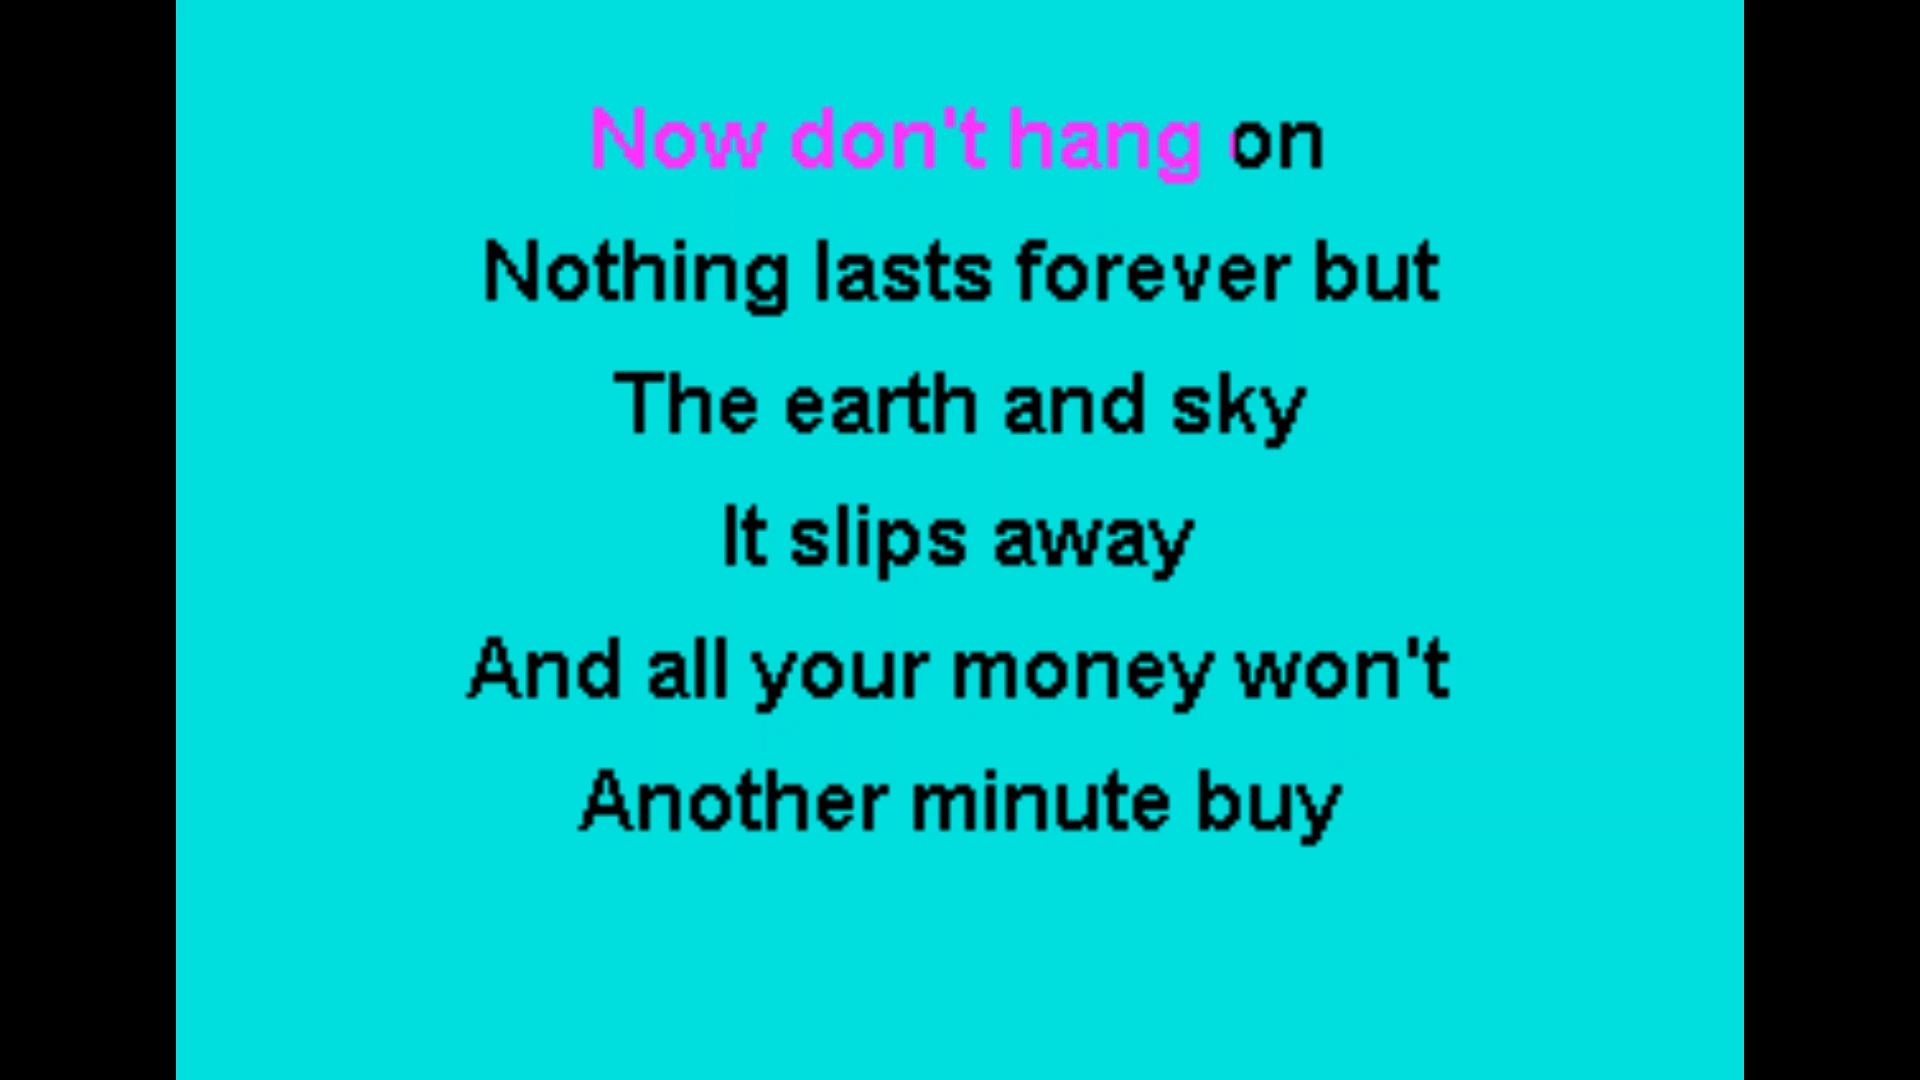 Now don't hang on
Nothing lasts forever but
The earth and sky
It slips away
And all your money won't
Another minute buy